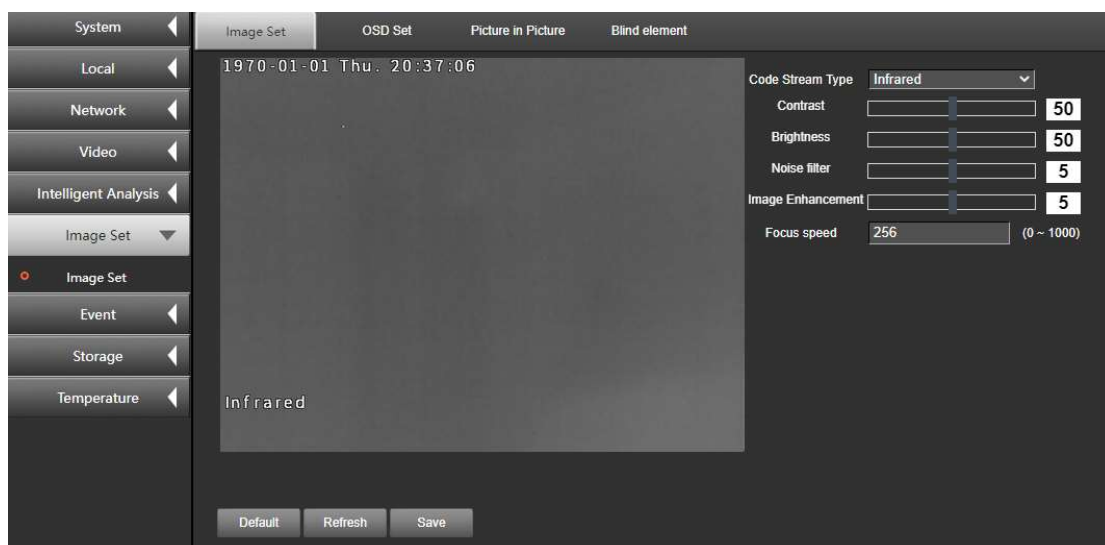 System
Local
Network
Video
Intelligent Analysis
Image Set
Image Set
Event
Storage
Temperature
Image Set OSD Set Picture in Picture Blind element
1970-01-01 Thu. 20:37:06
Infrared
Code Stream Type Infrared
Contrast 50
Brightness 50
Noise filter 5
Image Enhancement 5
Focus speed 256 (0 ~ 1000)
Default Refresh Save